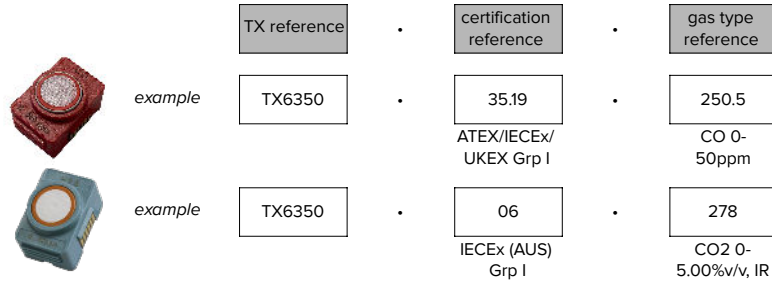 TX reference . certification reference . gas type reference
example TX6350 . 35.19 . 250.5
ATEX/IECEx/ CO 0-
UKEX Grp I 50ppm
example TX6350 . 06 . 278
IECEx (AUS) CO2 0-
Grp I 5.00%v/v, IR